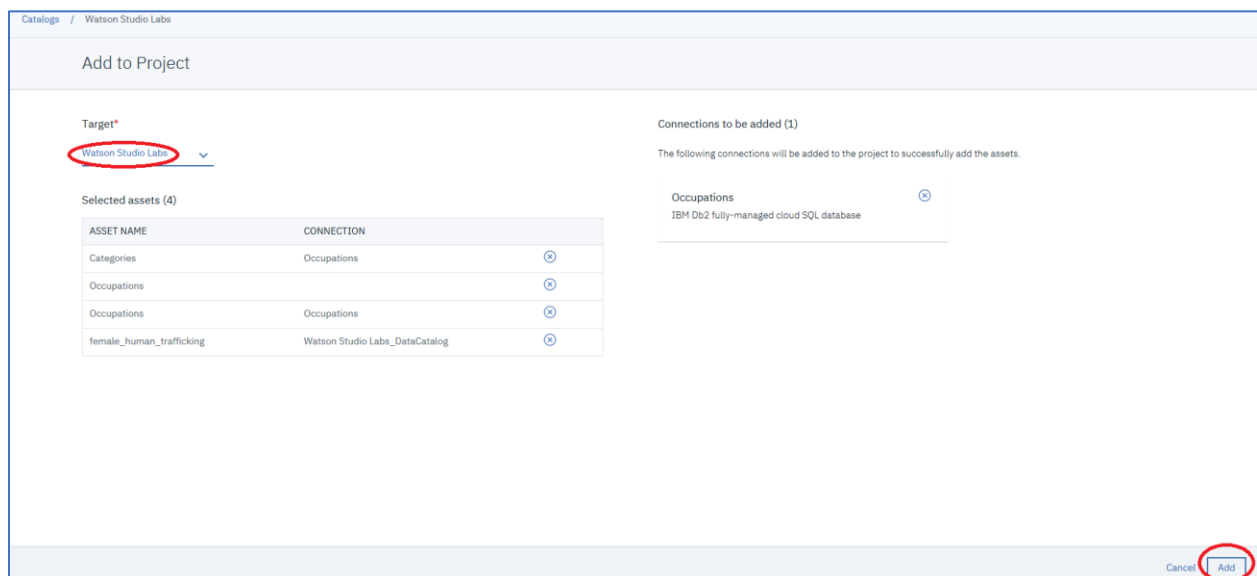 Catalogs / Watson Studio Labs
Add to Project
Target*
Watson Studio Labs
Selected assets (4)
ASSET NAME CONNECTION
Categories Occupations
Occupations
Occupations Occupations
female_human_trafficking Watson Studio Labs_DataCatalog
Connections to be added (1)
The following connections will be added to the project to successfully add the assets.
Occupations
IBM Db2 fully-managed cloud SQL database
Cancel Add